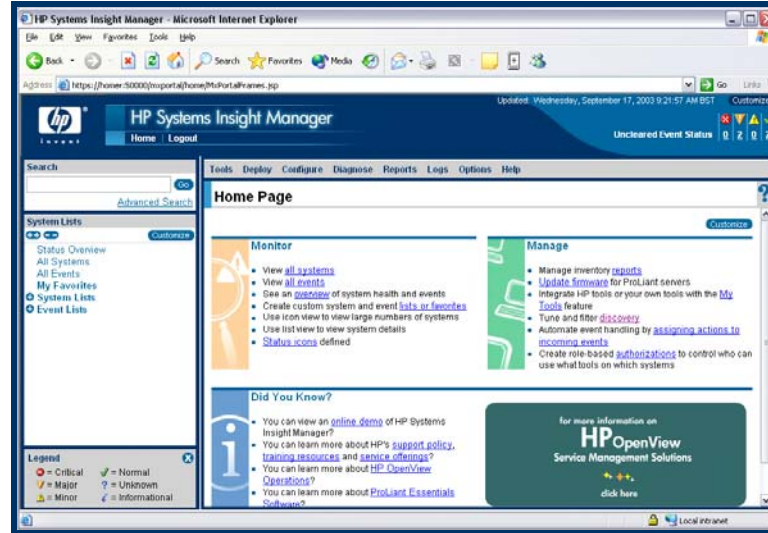 HP Systems Insight Manager - Microsoft Internet Explorer
File Edit View Favorites Tools Help
Back Search Favorites Media
Address https://homer:50000/mxportal/home/MxPortalFrames.jsp Go Links
Updated: Wednesday, September 17, 2003 9:21:57 AM BST Customize
hp
invent
HP Systems Insight Manager
Home | Logout
Uncleared Event Status 0 2 0
Search
Go
Advanced Search
Tools Deploy Configure Diagnose Reports Logs Options Help
Home Page
?
System Lists
Customize
Status Overview
All Systems
All Events
My Favorites
System Lists
Event Lists
Customize
Monitor
View all systems
View all events
See an overview of system health and events
Create custom system and event lists or favorites
Use icon view to view large numbers of systems
Use list view to view system details
Status icons defined
Manage
Manage inventory reports
Update firmware for ProLiant servers
Integrate HP tools or your own tools with the My
Tools feature
Tune and filter discovery
Automate event handling by assigning actions to
incoming events
Create role-based authorizations to control who can
use what tools on which systems
Did You Know?
You can view an online demo of HP Systems
Insight Manager?
You can learn more about HP's support policy,
training resources and service offerings?
You can learn more about HP OpenView
Operations?
You can learn more about ProLiant Essentials
Software?
for more information on
HP OpenView
Service Management Solutions
click here
Legend
= Critical = Normal
= Major ? = Unknown
= Minor i = Informational
Local intranet